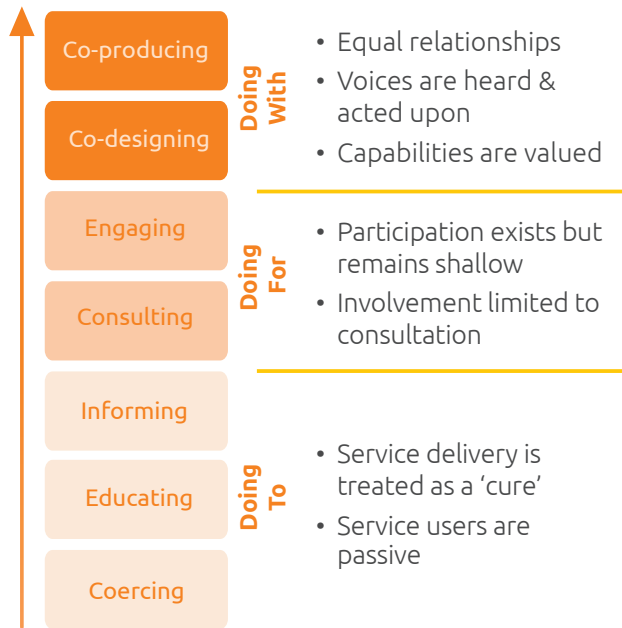 Co-producing
Co-designing
Doing
With
• Equal relationships
• Voices are heard &
acted upon
• Capabilities are valued
Engaging
Consulting
Doing
For
• Participation exists but
remains shallow
• Involvement limited to
consultation
Informing
Educating
Coercing
Doing
To
• Service delivery is
treated as a ‘cure’
• Service users are
passive